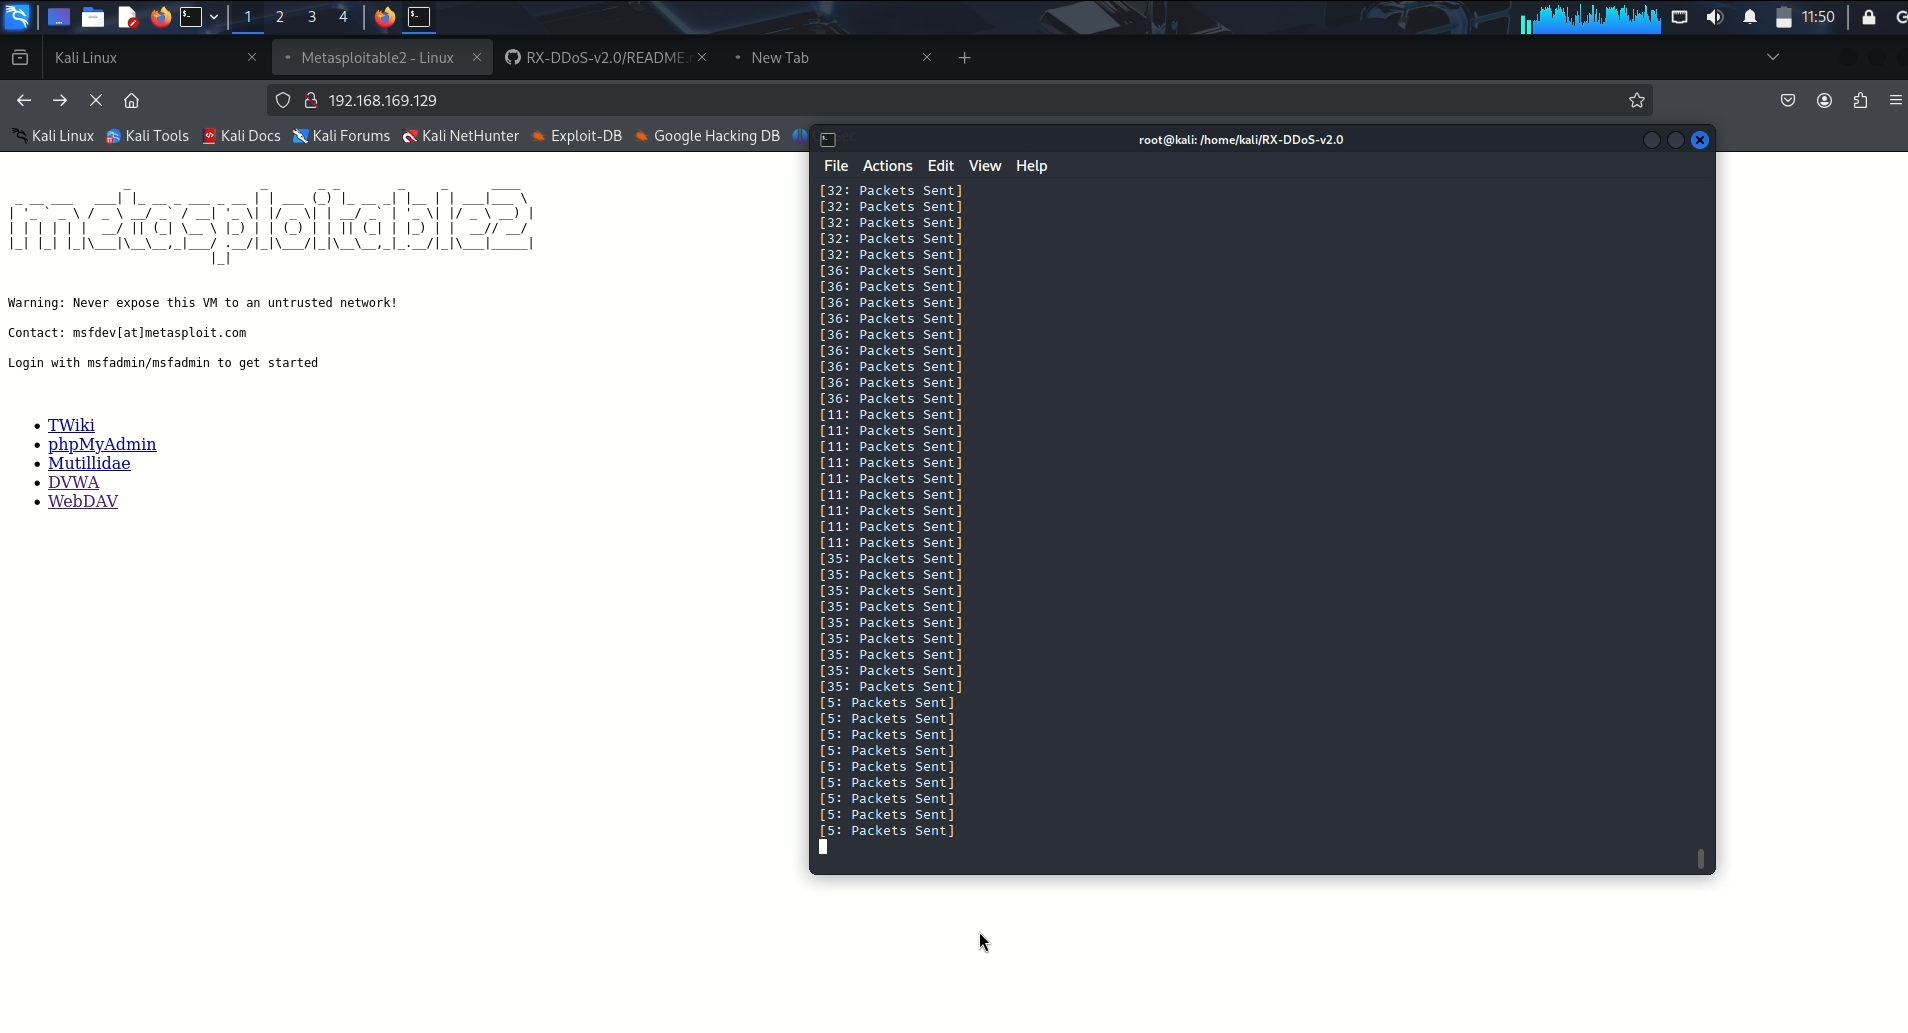 1 2 3 4 11:50
Kali Linux Metasploitable2 - Linux RX-DDoS-v2.0/README. New Tab
192.168.169.129
Kali Linux Kali Tools Kali Docs Kali Forums Kali NetHunter Exploit-DB Google Hacking DB
root@kali: /home/kali/RX-DDoS-v2.0
File Actions Edit View Help
metasploitable2
Warning: Never expose this VM to an untrusted network!
Contact: msfdev[at]metasploit.com
Login with msfadmin/msfadmin to get started
TWiki
phpMyAdmin
Mutillidae
DVWA
WebDAV
[32: Packets Sent]
[32: Packets Sent]
[32: Packets Sent]
[32: Packets Sent]
[32: Packets Sent]
[36: Packets Sent]
[36: Packets Sent]
[36: Packets Sent]
[36: Packets Sent]
[36: Packets Sent]
[36: Packets Sent]
[36: Packets Sent]
[36: Packets Sent]
[36: Packets Sent]
[11: Packets Sent]
[11: Packets Sent]
[11: Packets Sent]
[11: Packets Sent]
[11: Packets Sent]
[11: Packets Sent]
[11: Packets Sent]
[11: Packets Sent]
[11: Packets Sent]
[35: Packets Sent]
[35: Packets Sent]
[35: Packets Sent]
[35: Packets Sent]
[35: Packets Sent]
[35: Packets Sent]
[35: Packets Sent]
[35: Packets Sent]
[35: Packets Sent]
[5: Packets Sent]
[5: Packets Sent]
[5: Packets Sent]
[5: Packets Sent]
[5: Packets Sent]
[5: Packets Sent]
[5: Packets Sent]
[5: Packets Sent]
[5: Packets Sent]